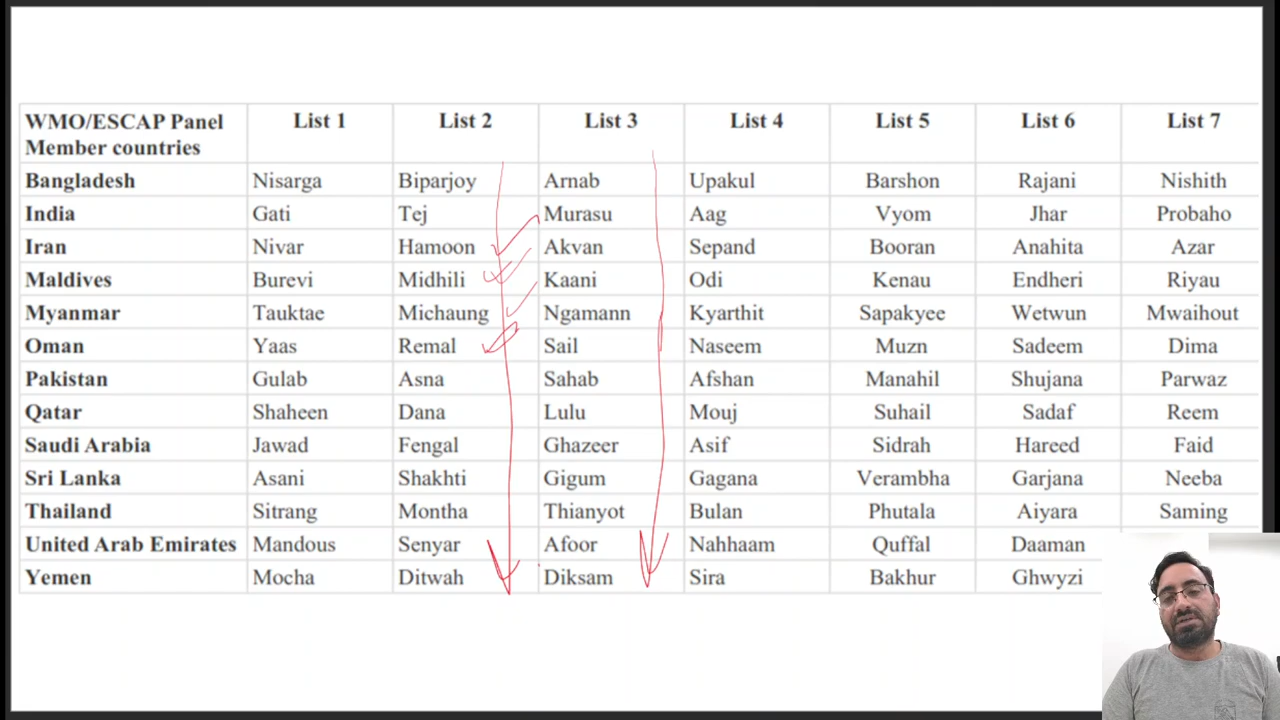 WMO/ESCAP Panel Member countries List 1 List 2 List 3 List 4 List 5 List 6 List 7
Bangladesh Nisarga Biparjoy Arnab Upakul Barshon Rajani Nishith
India Gati Tej Murasu Aag Vyom Jhar Probaho
Iran Nivar Hamoon Akvan Sepand Booran Anahita Azar
Maldives Burevi Midhili Kaani Odi Kenau Endheri Riyau
Myanmar Tauktae Michaung Ngamann Kyarthit Sapakyee Wetwun Mwaihout
Oman Yaas Remal Sail Naseem Muzn Sadeem Dima
Pakistan Gulab Asna Sahab Afshan Manahil Shujana Parwaz
Qatar Shaheen Dana Lulu Mouj Suhail Sadaf Reem
Saudi Arabia Jawad Fengal Ghazeer Asif Sidrah Hareed Faid
Sri Lanka Asani Shakhti Gigum Gagana Verambha Garjana Neeba
Thailand Sitrang Montha Thianyot Bulan Phutala Aiyara Saming
United Arab Emirates Mandous Senyar Afoor Nahhaam Quffal Daaman
Yemen Mocha Ditwah Diksam Sira Bakhur Ghwyzi